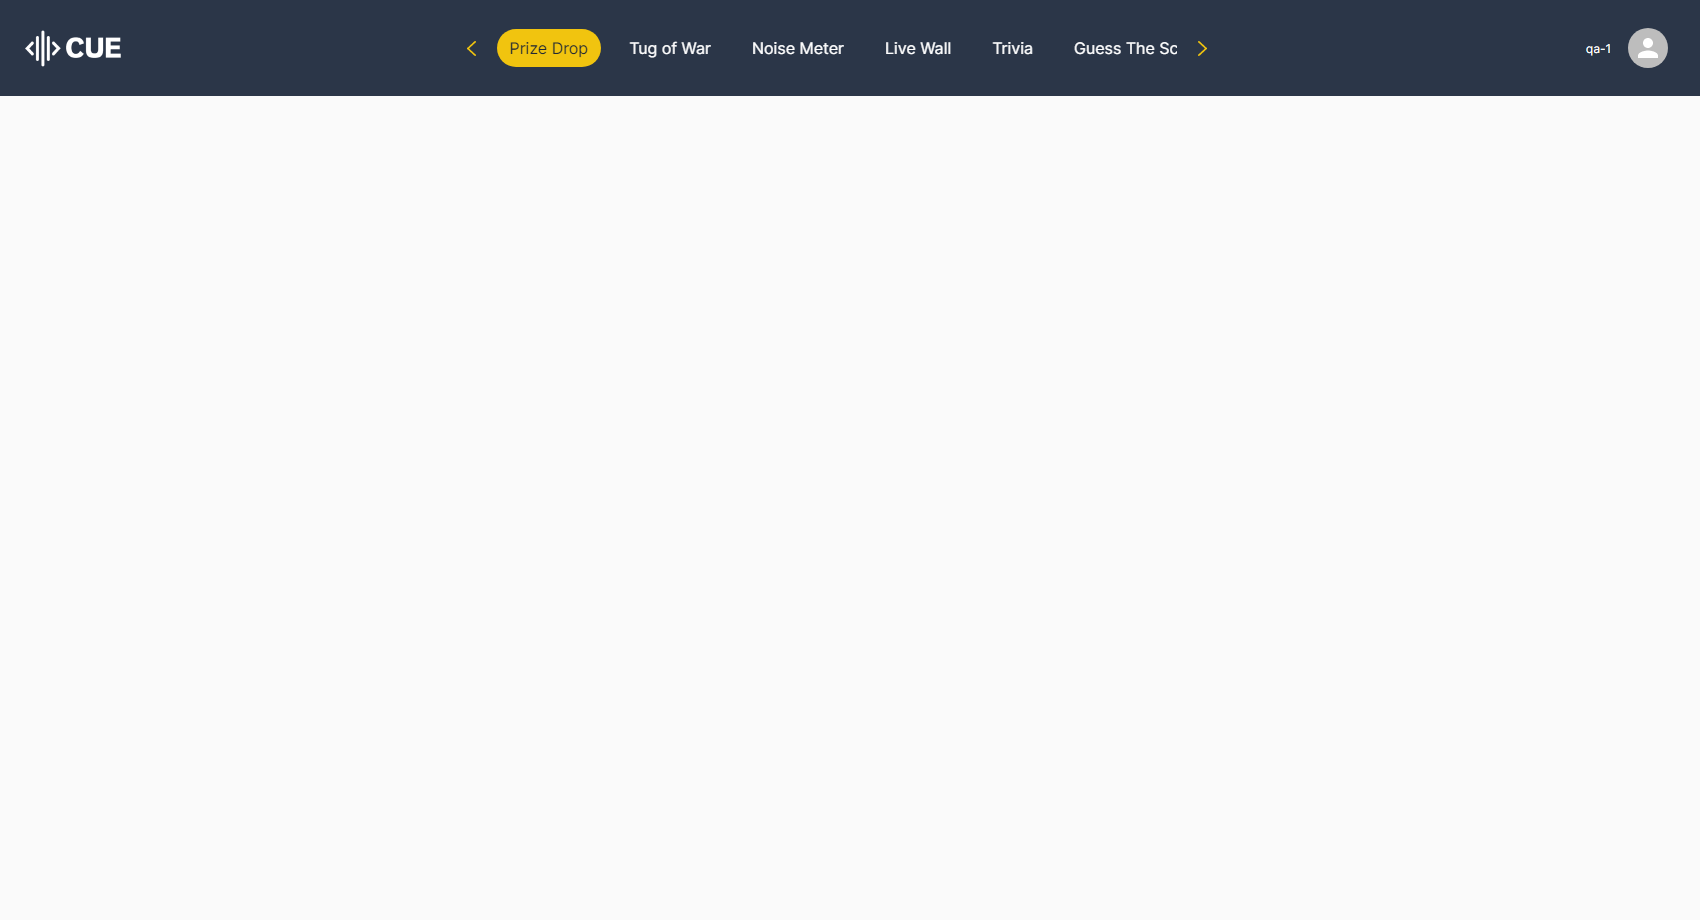 CUE
Prize Drop
Tug of War
Noise Meter
Live Wall
Trivia
Guess The Sc
qa-1